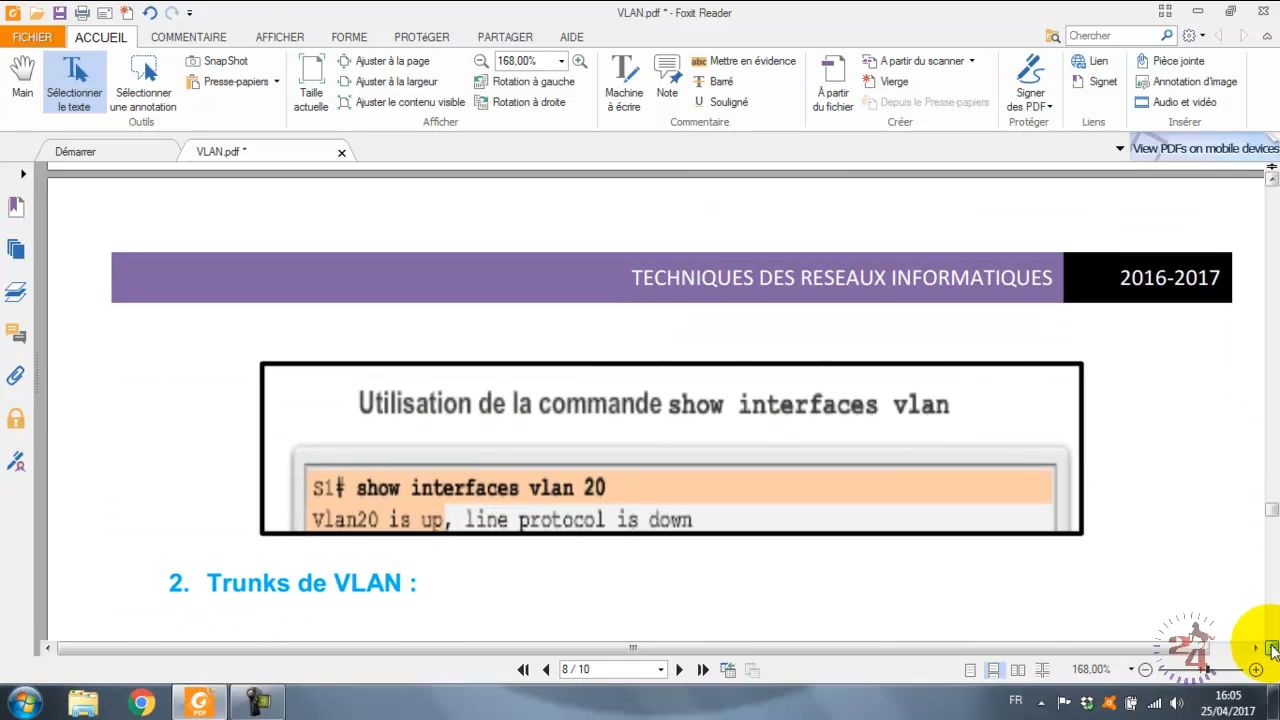 VLAN.pdf * - Foxit Reader
FICHIER ACCUEIL COMMENTAIRE AFFICHER FORME PROTéGER PARTAGER AIDE Chercher
Main
Sélectionner le texte
Sélectionner une annotation
SnapShot
Presse-papiers
Outils
Taille actuelle
Ajuster à la page
Ajuster à la largeur
Ajuster le contenu visible
168,00%
Rotation à gauche
Rotation à droite
Afficher
Machine à écrire
Note
abc Mettre en évidence
Barré
Souligné
Commentaire
À partir du fichier
A partir du scanner
Vierge
Depuis le Presse-papiers
Créer
Signer des PDF
Protéger
Lien
Signet
Liens
Pièce jointe
Annotation d'image
Audio et vidéo
Insérer
Démarrer VLAN.pdf * View PDFs on mobile devices
TECHNIQUES DES RESEAUX INFORMATIQUES 2016-2017
Utilisation de la commande show interfaces vlan
S1# show interfaces vlan 20
Vlan20 is up, line protocol is down
2. Trunks de VLAN :
24
8 / 10 168,00%
PDF
FR 16:05
25/04/2017